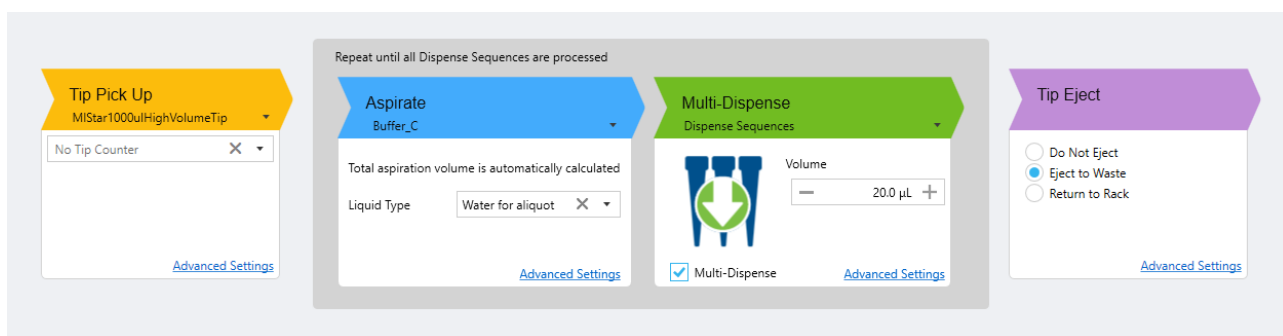 Repeat until all Dispense Sequences are processed
Tip Pick Up
MlStar1000ulHighVolumeTip
No Tip Counter
Advanced Settings
Aspirate
Buffer_C
Total aspiration volume is automatically calculated
Liquid Type
Water for aliquot
Advanced Settings
Multi-Dispense
Dispense Sequences
Volume
20.0 µL
Multi-Dispense
Advanced Settings
Tip Eject
Do Not Eject
Eject to Waste
Return to Rack
Advanced Settings